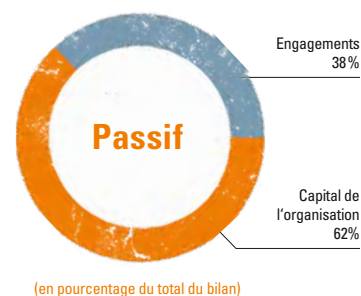 Engagements
38 %
Passif
Capital de
l'organisation
62%
(en pourcentage du total du bilan)